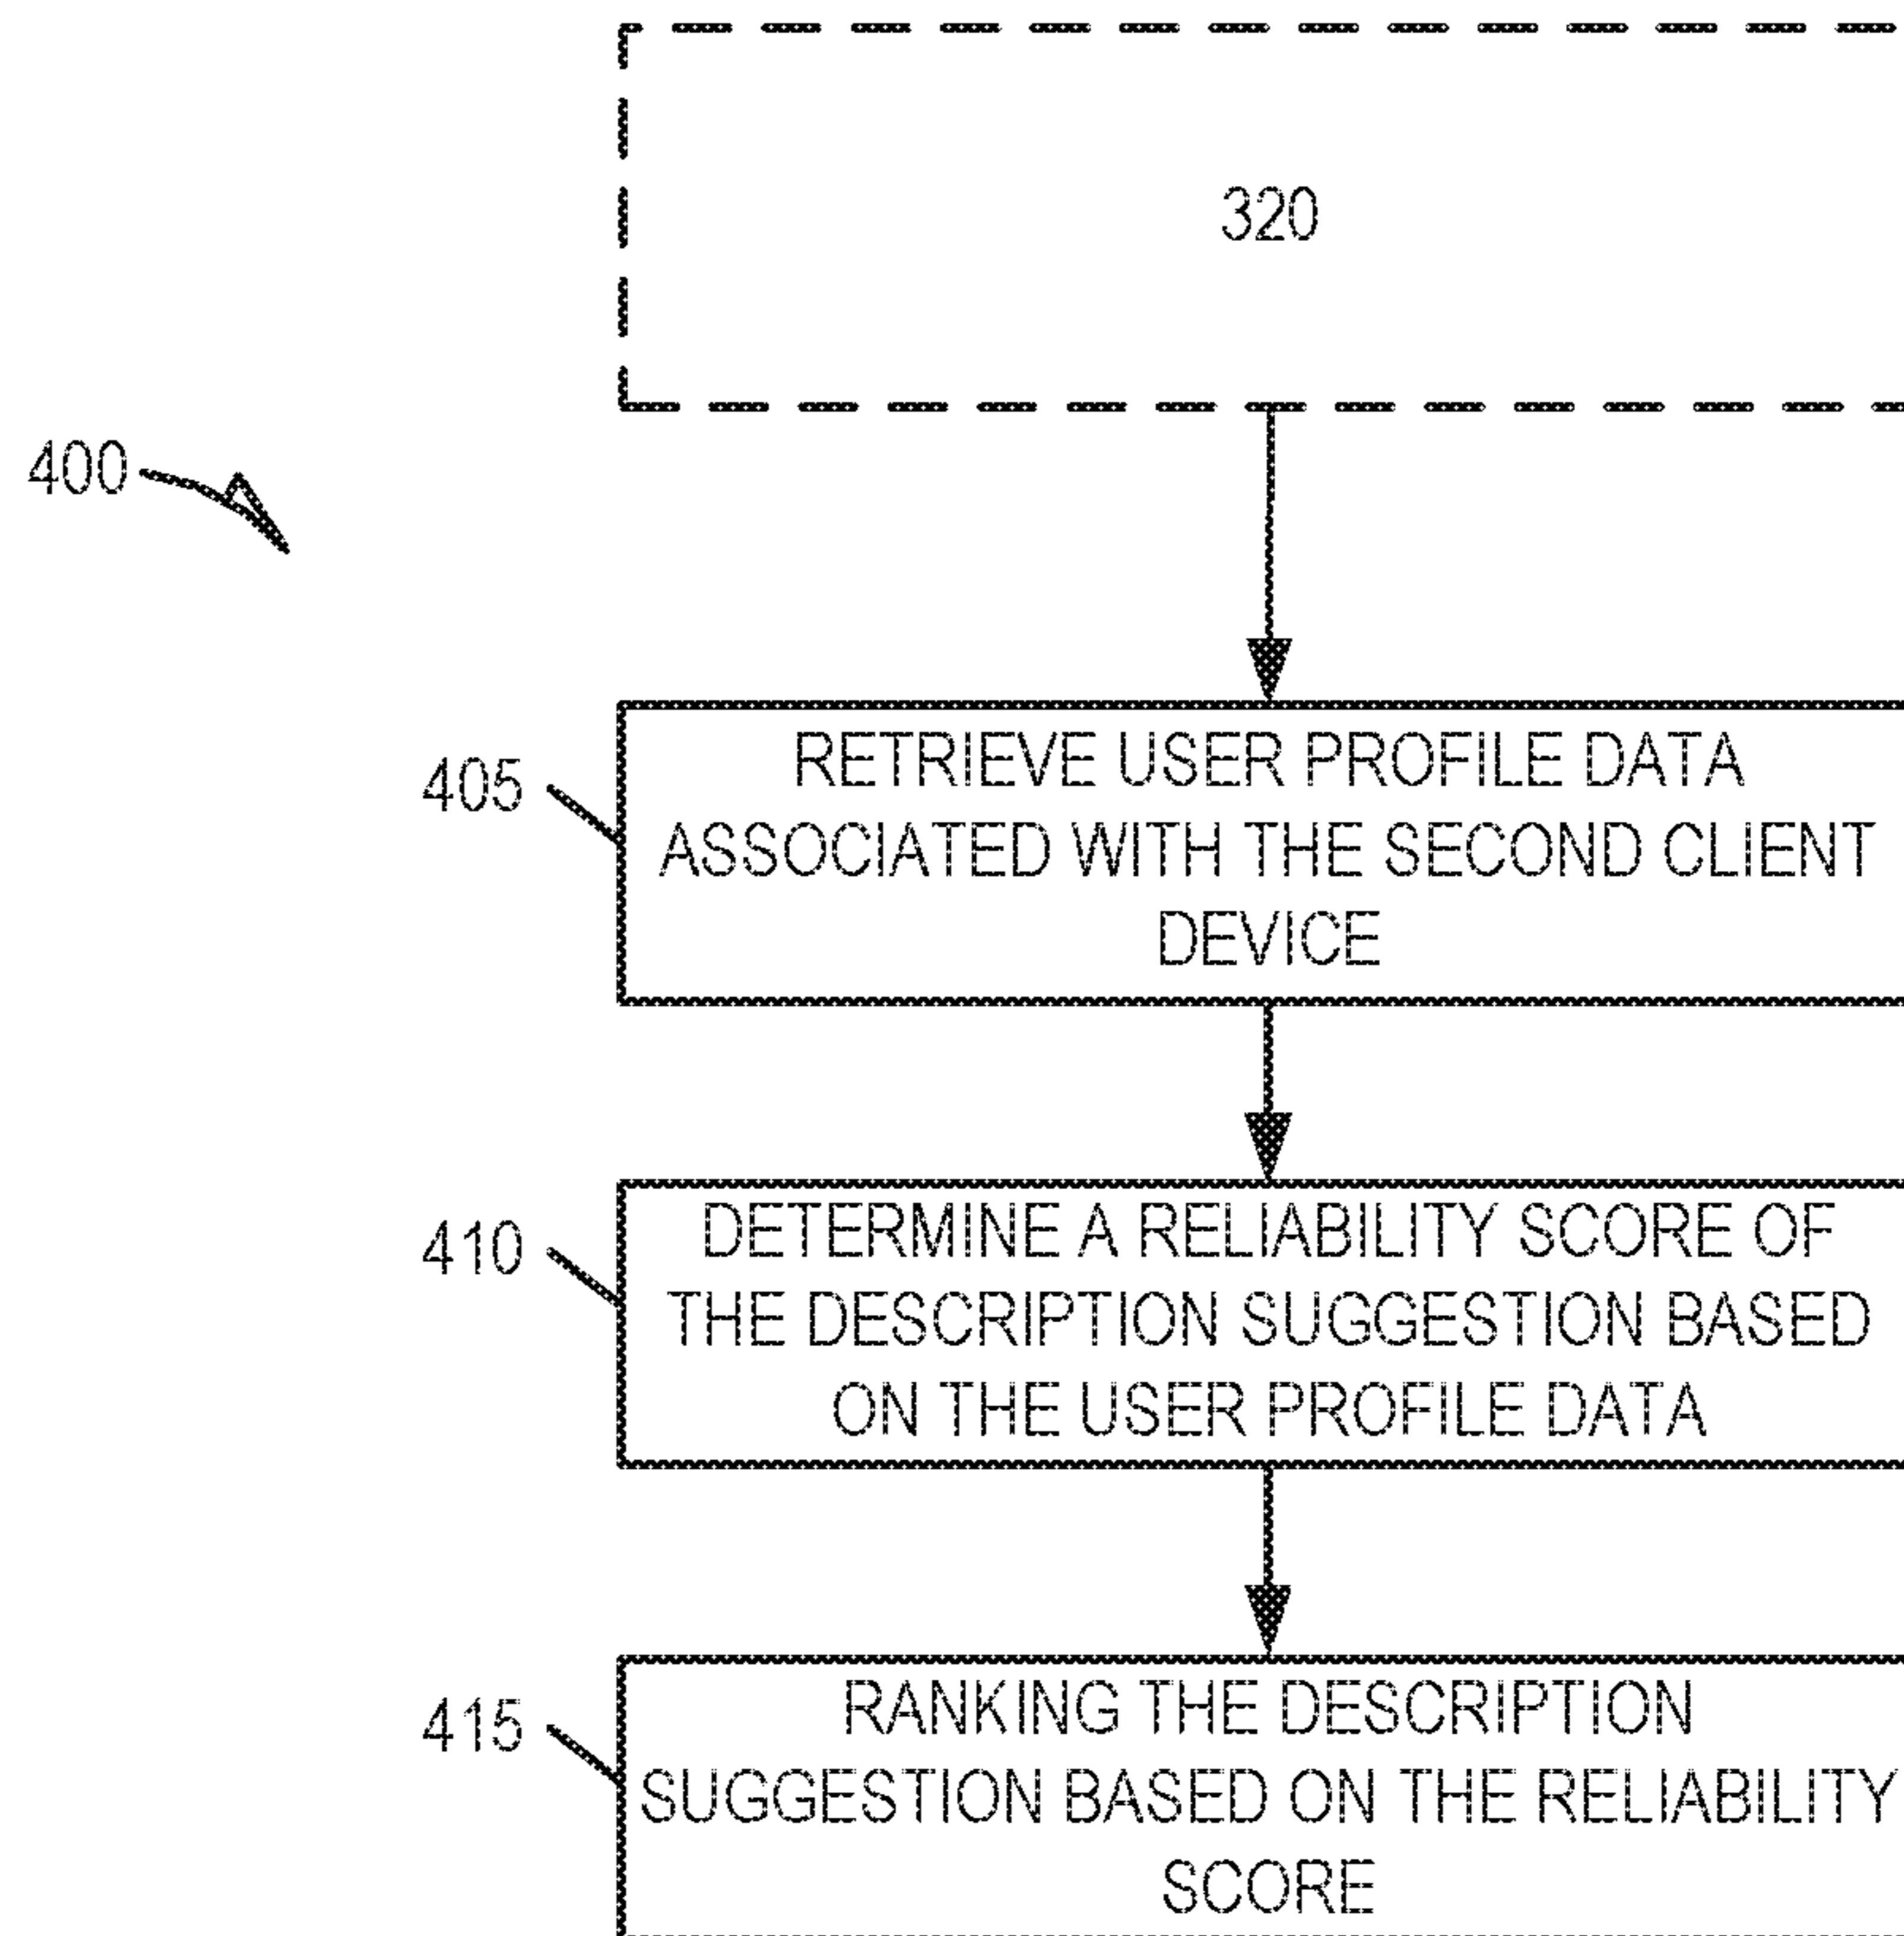 320
400
405
RETRIEVE USER PROFILE DATA
ASSOCIATED WITH THE SECOND CLIENT
DEVICE
410
DETERMINE A RELIABILITY SCORE OF
THE DESCRIPTION SUGGESTION BASED
ON THE USER PROFILE DATA
415
RANKING THE DESCRIPTION
SUGGESTION BASED ON THE RELIABILITY
SCORE